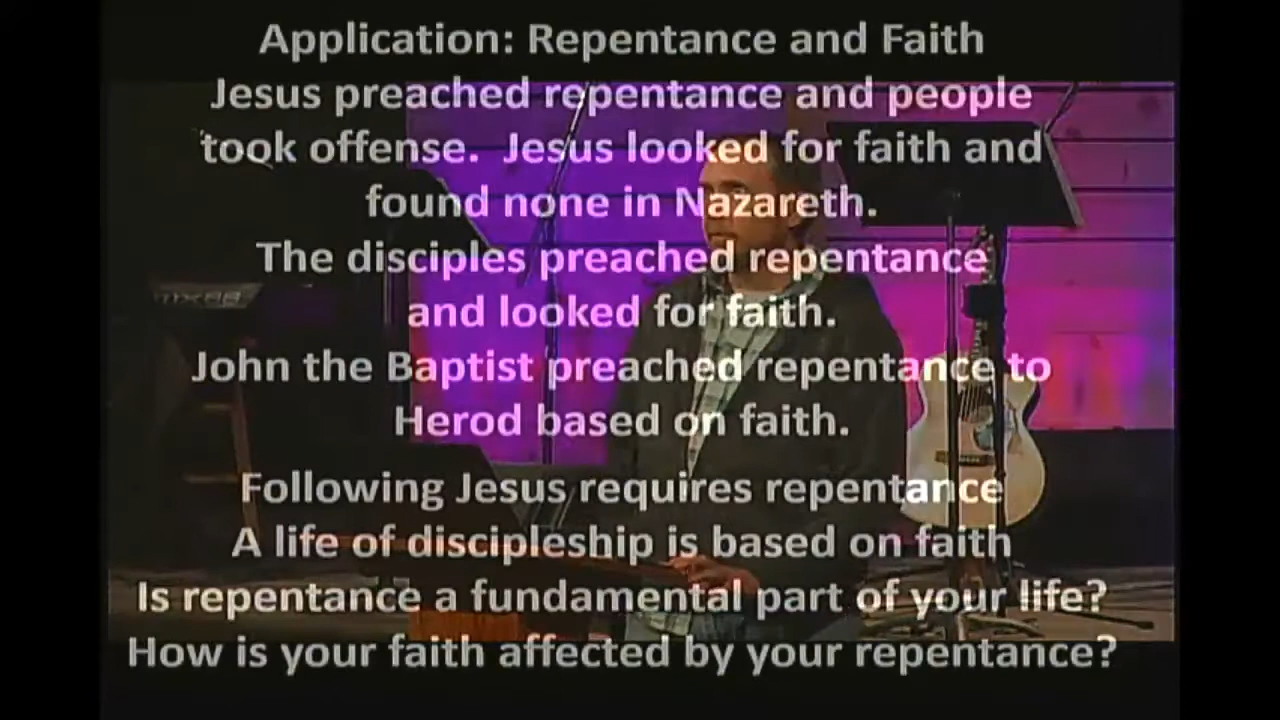 Application: Repentance and Faith
Jesus preached repentance and people
took offense.  Jesus looked for faith and
found none in Nazareth.
The disciples preached repentance
and looked for faith.
John the Baptist preached repentance to
Herod based on faith.
Following Jesus requires repentance
A life of discipleship is based on faith
Is repentance a fundamental part of your life?
How is your faith affected by your repentance?